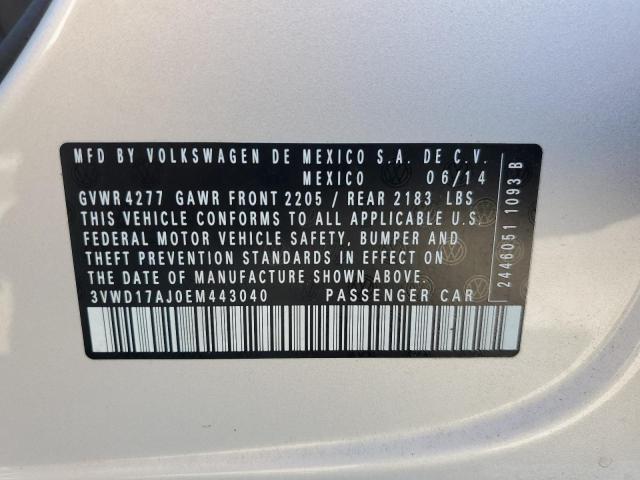 MFD BY VOLKSWAGEN DE MEXICO S.A. DE C.V.
MEXICO 06/14
GVWR 4277 GAWR FRONT 2205 / REAR 2183 LBS
THIS VEHICLE CONFORMS TO ALL APPLICABLE U.S.
FEDERAL MOTOR VEHICLE SAFETY, BUMPER AND
THEFT PREVENTION STANDARDS IN EFFECT ON
THE DATE OF MANUFACTURE SHOWN ABOVE.
3VWD17AJ0EM443040 PASSENGER CAR
2446051 1093 B